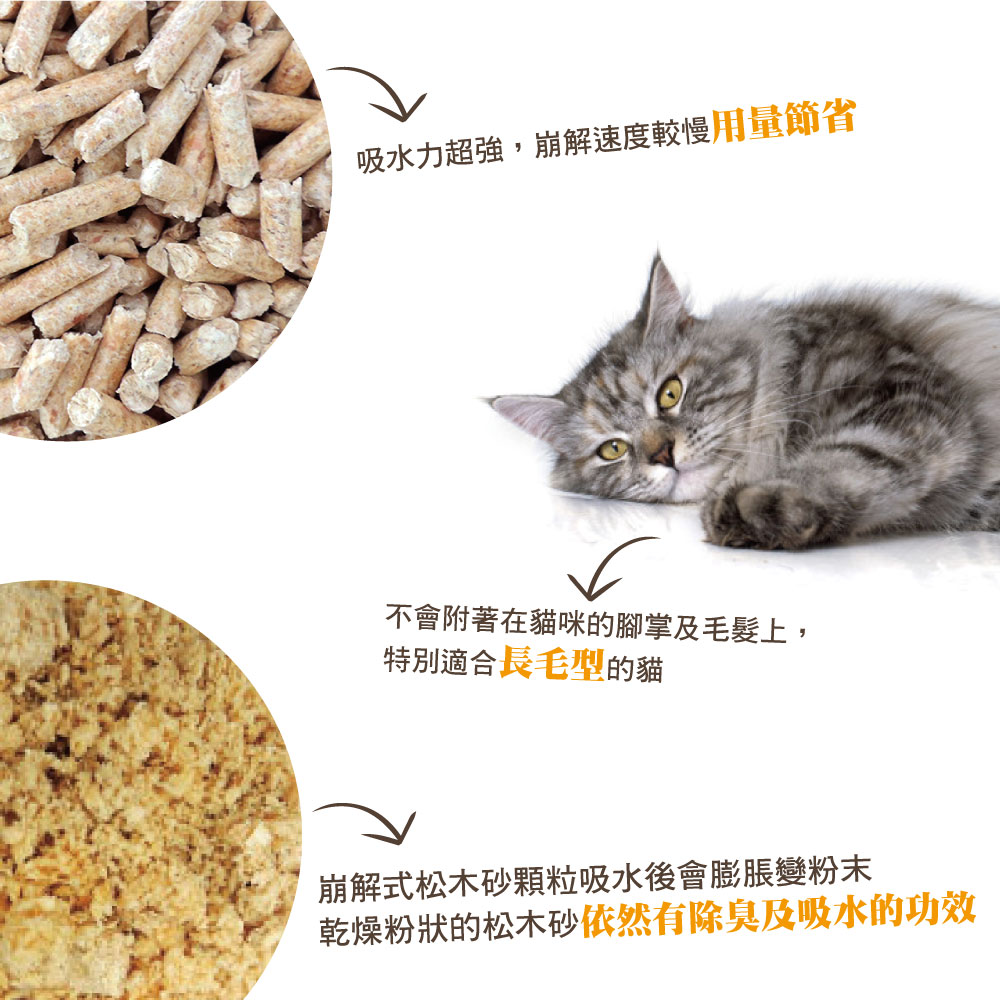 吸水力超強，崩解速度較慢用量節省
不會附著在貓咪的腳掌及毛髮上，
特別適合長毛型的貓
崩解式松木砂顆粒吸水後會膨脹變粉末
乾燥粉狀的松木砂依然有除臭及吸水的功效